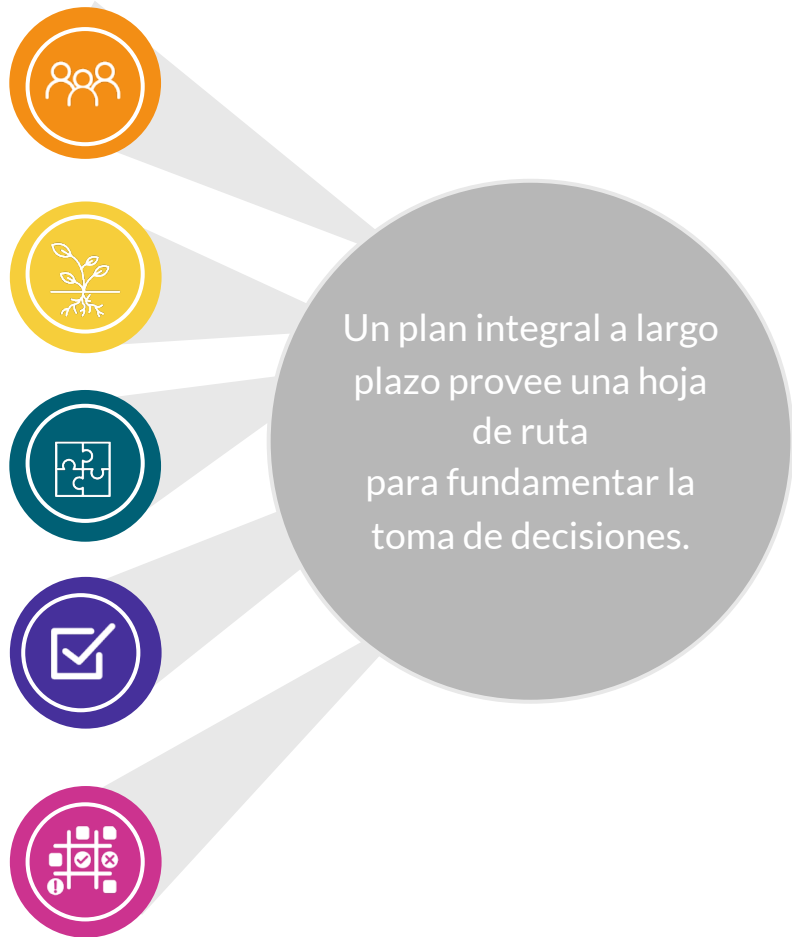 Un plan integral a largo
plazo provee una hoja
de ruta
para fundamentar la
toma de decisiones.